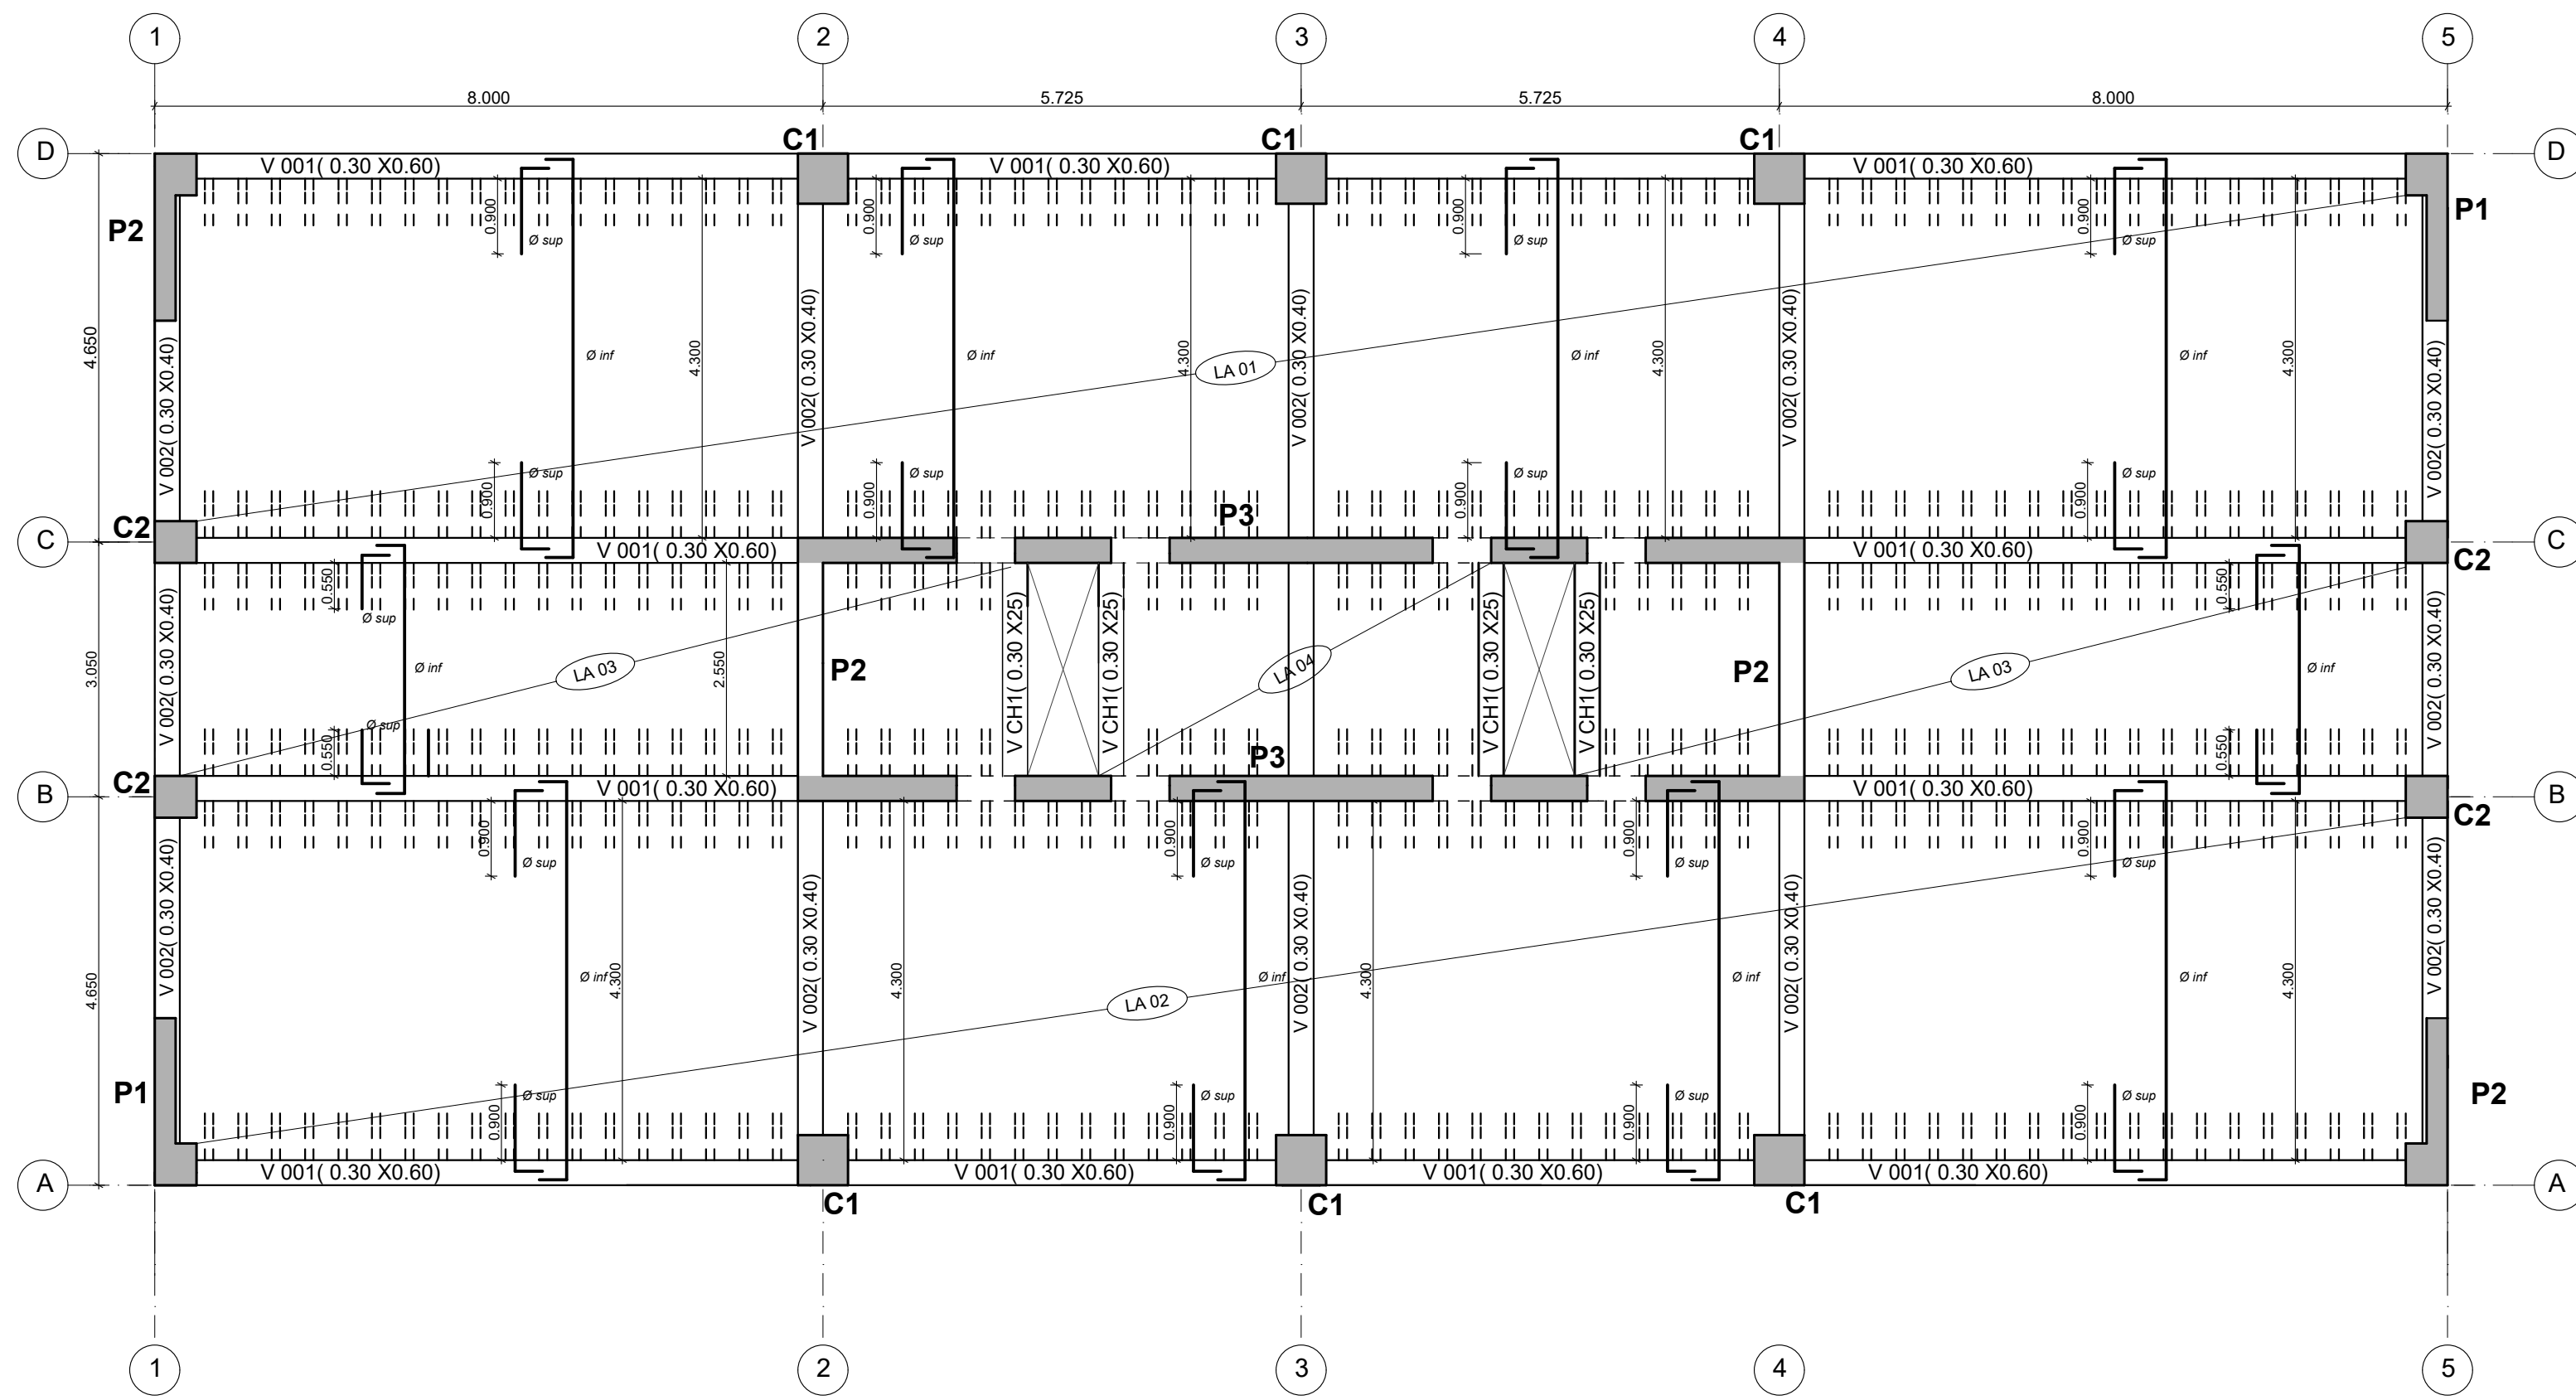 1
2
3
4
5
8.000
5.725
5.725
8.000
C1
C1
C1
D
D
V 001( 0.30 X0.60)
V 001( 0.30 X0.60)
V 001( 0.30 X0.60)
P2
P1
0.900
0.900
0.900
0.900
Ø sup
Ø sup
Ø sup
Ø sup
4.650
V 002( 0.30 X0.40)
V 002( 0.30 X0.40)
V 002( 0.30 X0.40)
V 002( 0.30 X0.40)
V 002( 0.30 X0.40)
Ø inf
Ø inf
Ø inf
Ø inf
4.300
4.300
4.300
4.300
LA 01
0.900
0.900
0.900
0.900
Ø sup
Ø sup
Ø sup
Ø sup
P3
C2
C
C
V 001( 0.30 X0.60)
V 001( 0.30 X0.60)
C2
0.550
0.550
Ø sup
3.050
V 002( 0.30 X0.40)
V 002( 0.30 X0.40)
Ø inf
Ø inf
LA 03
2.550
P2
V CH1( 0.30 X25)
V CH1( 0.30 X25)
LA 04
V CH1( 0.30 X25)
V CH1( 0.30 X25)
P2
LA 03
Ø sup
0.550
0.550
P3
C2
B
B
V 001( 0.30 X0.60)
V 001( 0.30 X0.60)
C2
0.900
0.900
0.900
0.900
Ø sup
Ø sup
Ø sup
Ø sup
4.650
V 002( 0.30 X0.40)
V 002( 0.30 X0.40)
V 002( 0.30 X0.40)
V 002( 0.30 X0.40)
V 002( 0.30 X0.40)
Ø inf
Ø inf
Ø inf
Ø inf
4.300
4.300
4.300
4.300
LA 02
P1
P2
0.900
0.900
0.900
0.900
Ø sup
Ø sup
Ø sup
Ø sup
A
A
V 001( 0.30 X0.60)
V 001( 0.30 X0.60)
V 001( 0.30 X0.60)
V 001( 0.30 X0.60)
C1
C1
C1
1
2
3
4
5